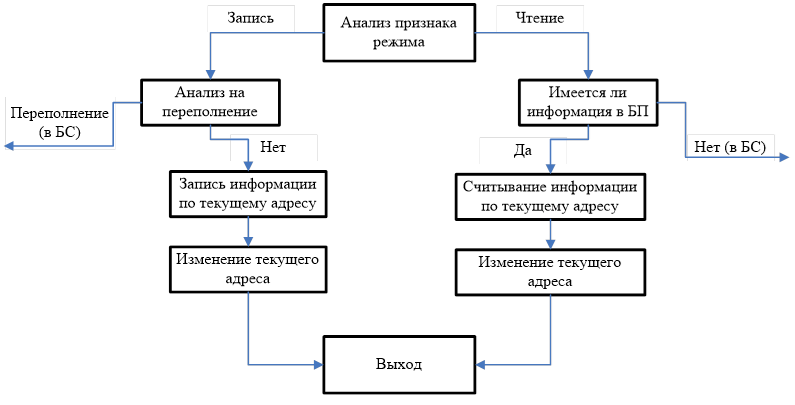 Запись
Анализ признака
режима
Чтение
Анализ на
переполнение
Имеется ли
информация в БП
Переполнение
(в БС)
Нет
Да
Нет (в БС)
Запись информации
по текущему адресу
Считывание информации
по текущему адресу
Изменение текущего
адреса
Изменение текущего
адреса
Выход